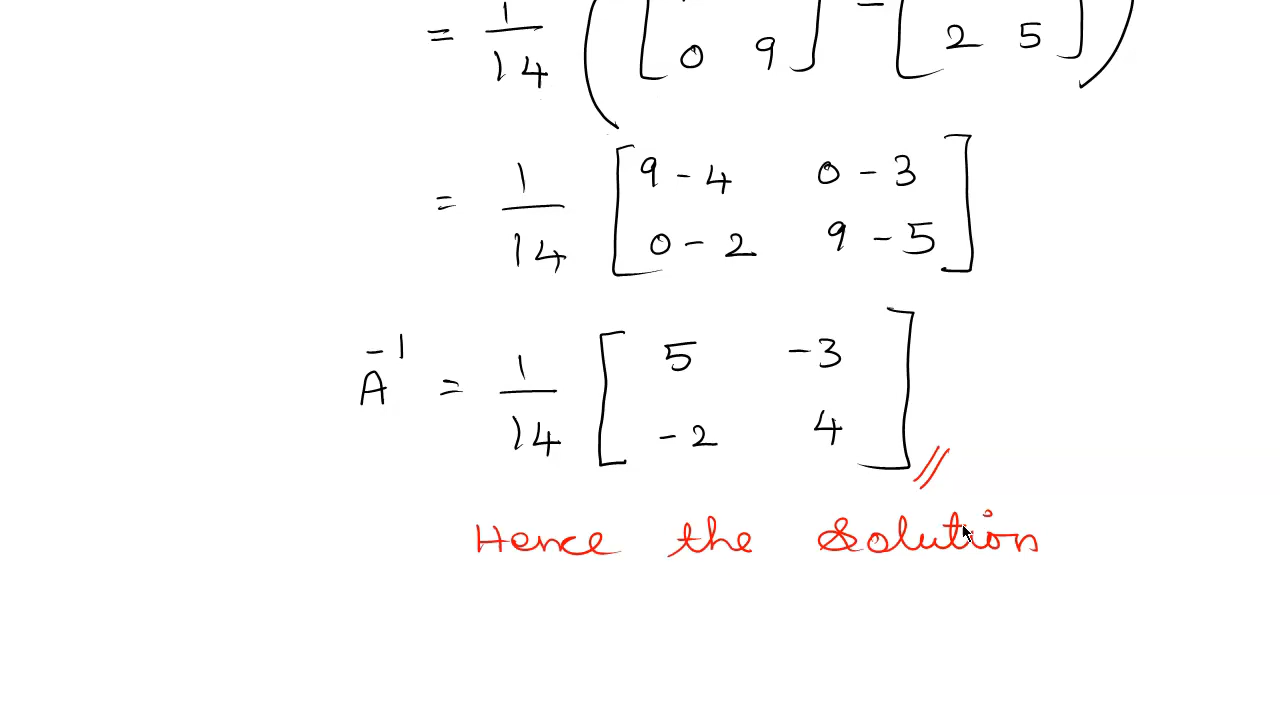 = 1/14 ( [ 0 9 ] - [ 2 5 ] )
= 1/14 [ 9 - 4 0 - 3
0 - 2 9 - 5 ]
A⁻¹ = 1/14 [ 5 -3
-2 4 ] //
Hence the Solution